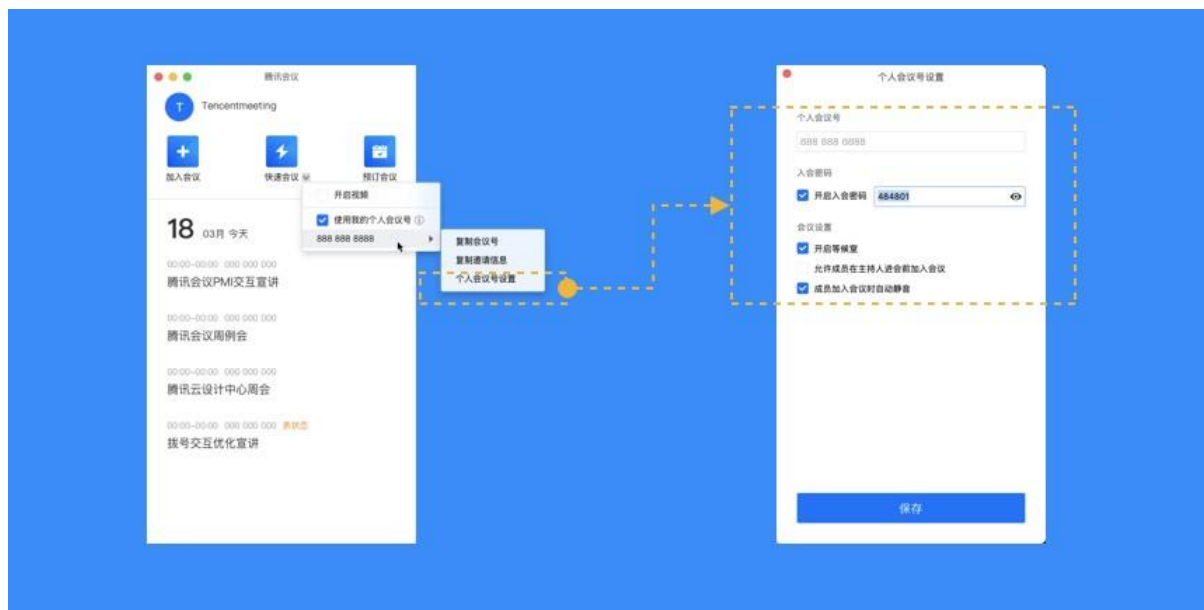 腾讯会议
T Tencentmeeting
加入会议 快速会议 预订会议
开启视频
使用我的个人会议号
888 888 8888
复制会议号
复制邀请信息
个人会议号设置
18 03月 今天
00:00-00:00 000 000 000
腾讯会议PMI交互宣讲
00:00-00:00 000 000 000
腾讯会议周例会
00:00-00:00 000 000 000
腾讯云设计中心周会
00:00-00:00 000 000 000
拨号交互优化宣讲
个人会议号设置
个人会议号
888 888 8888
入会密码
开启入会密码 484801
会议设置
开启等候室
允许成员在主持人进会前加入会议
成员加入会议时自动静音
保存